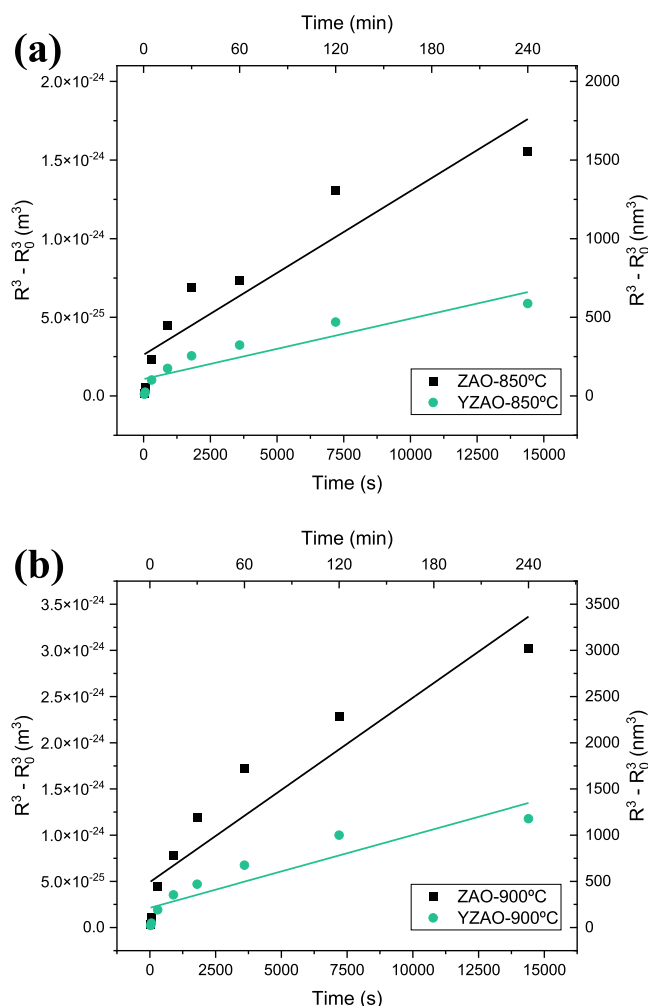 (a)
Time (min)
0 60 120 180 240
2.0×10⁻²⁴
1.5×10⁻²⁴
1.0×10⁻²⁴
5.0×10⁻²⁵
0.0
R³ - R₀³ (m³)
2000
1500
1000
500
0
R³ - R₀³ (nm³)
ZAO-850ºC
YZAO-850ºC
0 2500 5000 7500 10000 12500 15000
Time (s)
(b)
Time (min)
0 60 120 180 240
3.5×10⁻²⁴
3.0×10⁻²⁴
2.5×10⁻²⁴
2.0×10⁻²⁴
1.5×10⁻²⁴
1.0×10⁻²⁴
5.0×10⁻²⁵
0.0
R³ - R₀³ (m³)
3500
3000
2500
2000
1500
1000
500
0
R³ - R₀³ (nm³)
ZAO-900ºC
YZAO-900ºC
0 2500 5000 7500 10000 12500 15000
Time (s)